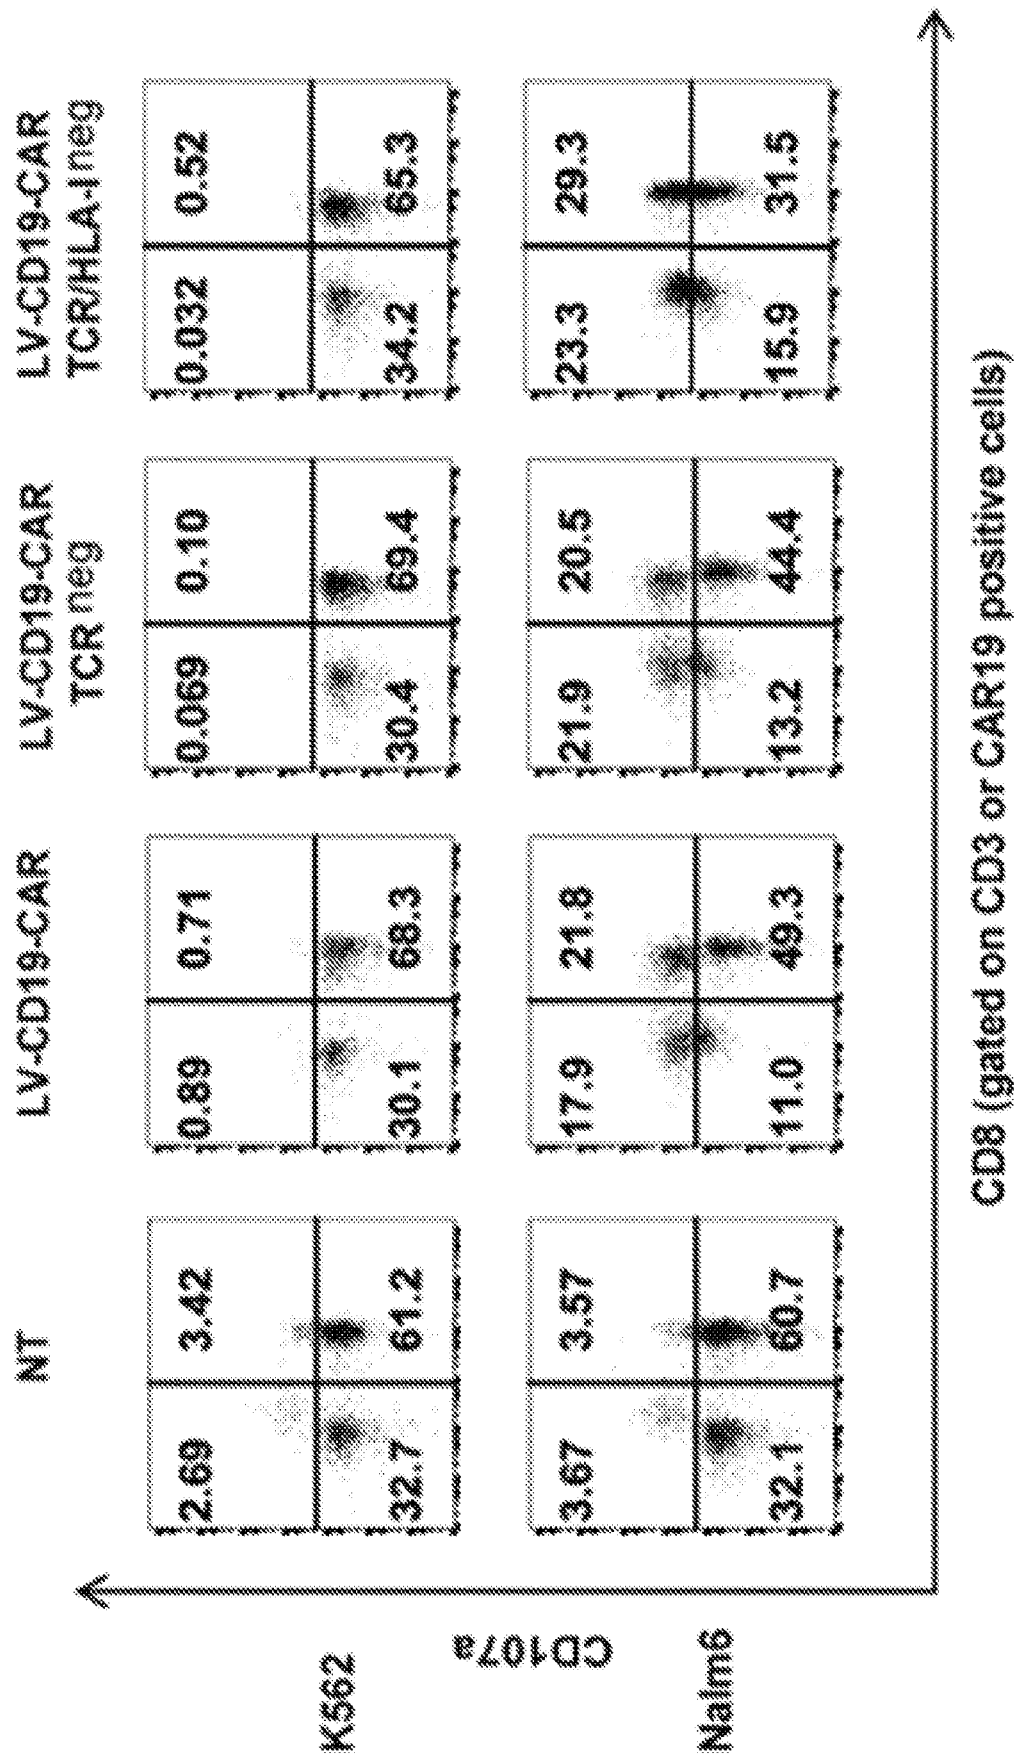 NT
LV-CD19-CAR
LV-CD19-CAR
TCR neg
LV-CD19-CAR
TCR/HLA-I neg
K562
2.69 3.42
32.7 61.2
0.89 0.71
30.1 68.3
0.069 0.10
30.4 69.4
0.032 0.52
34.2 65.3
CD107a
Nalm6
3.67 3.57
32.1 60.7
17.9 21.8
11.0 49.3
21.9 20.5
13.2 44.4
23.3 29.3
15.9 31.5
CD8 (gated on CD3 or CAR19 positive cells)